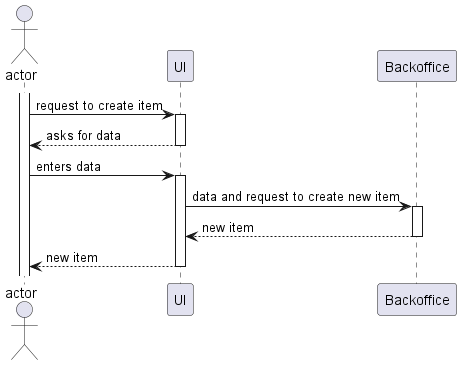 actor
UI
Backoffice
request to create item
asks for data
enters data
data and request to create new item
new item
new item
actor
UI
Backoffice